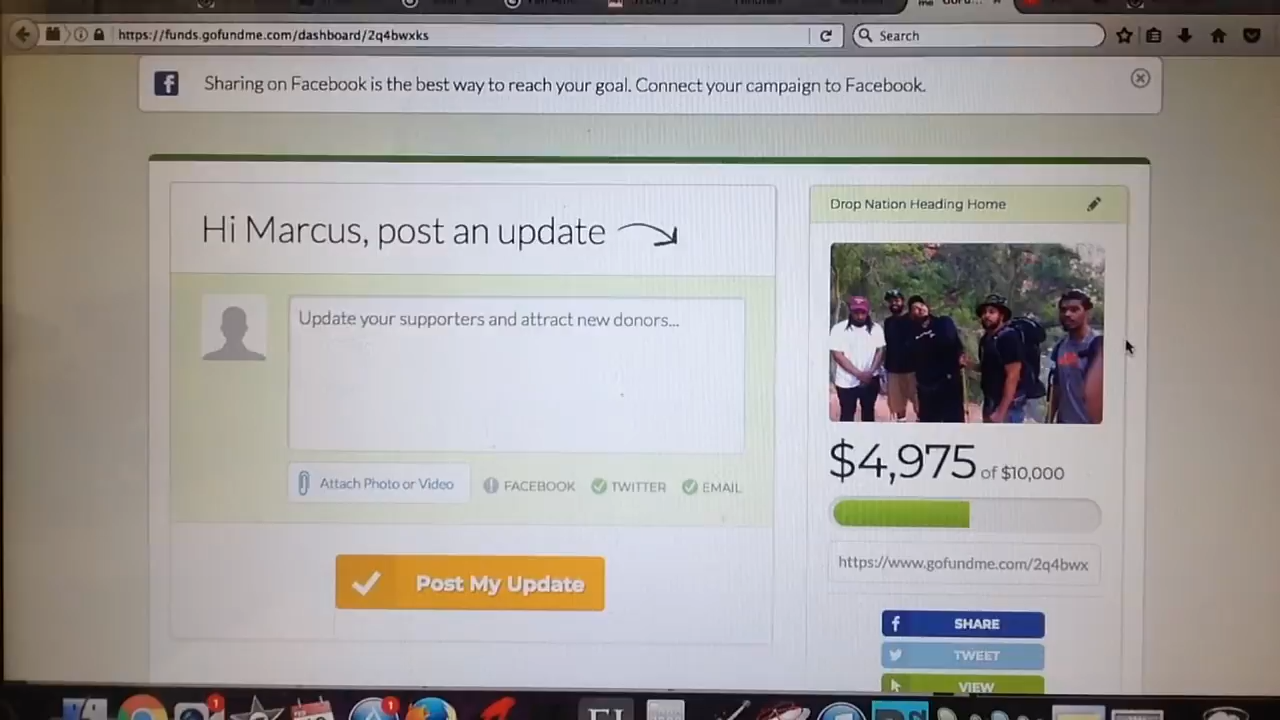 https://funds.gofundme.com/dashboard/2q4bwxks
Search
Sharing on Facebook is the best way to reach your goal. Connect your campaign to Facebook.
Hi Marcus, post an update
Update your supporters and attract new donors...
Attach Photo or Video
FACEBOOK
TWITTER
EMAIL
Post My Update
Drop Nation Heading Home
$4,975 of $10,000
https://www.gofundme.com/2q4bwx
SHARE
TWEET
VIEW
1
1